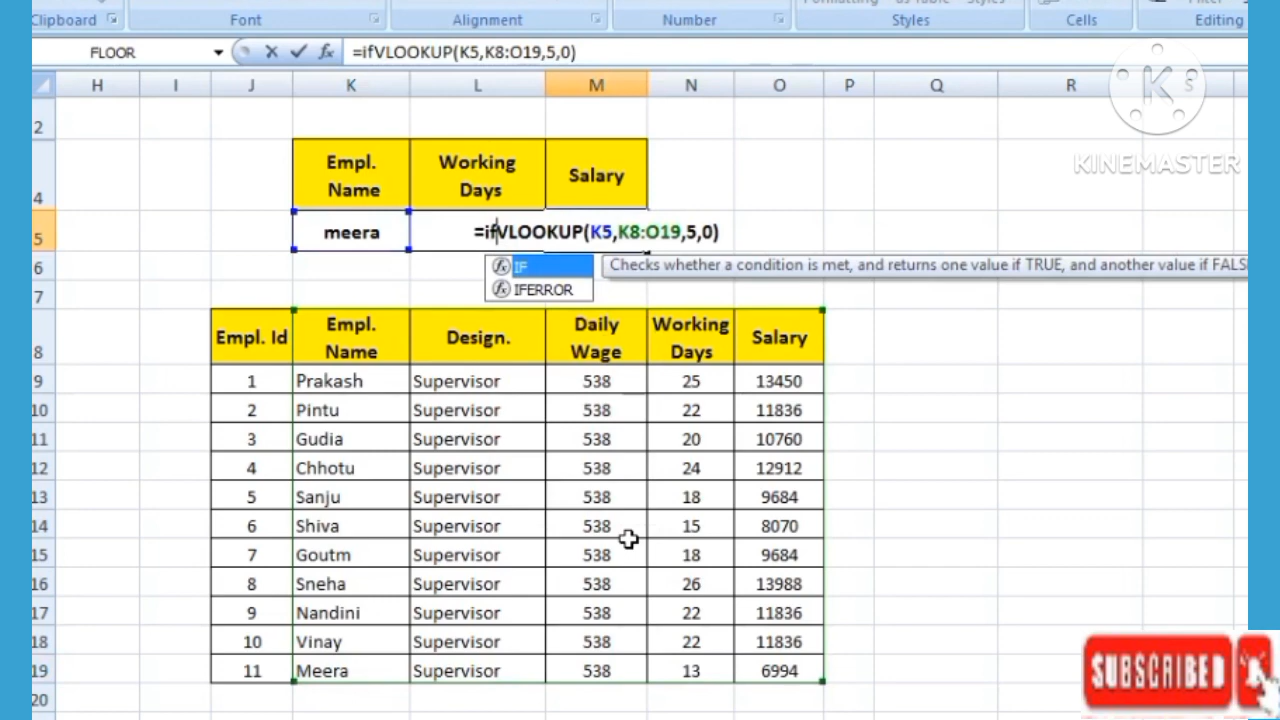 Formatting as Table Styles
Clipboard Font Alignment Number Styles Cells Editing
FLOOR fx =ifVLOOKUP(K5,K8:O19,5,0)
H I J K L M N O P Q R
K S
KINEMASTER
2
Empl. Name Working Days Salary
4
5 meera =ifVLOOKUP(K5,K8:O19,5,0)
6 fx IF Checks whether a condition is met, and returns one value if TRUE, and another value if FALS
fx IFERROR
7
8 Empl. Id Empl. Name Design. Daily Wage Working Days Salary
9 1 Prakash Supervisor 538 25 13450
10 2 Pintu Supervisor 538 22 11836
11 3 Gudia Supervisor 538 20 10760
12 4 Chhotu Supervisor 538 24 12912
13 5 Sanju Supervisor 538 18 9684
14 6 Shiva Supervisor 538 15 8070
15 7 Goutm Supervisor 538 18 9684
16 8 Sneha Supervisor 538 26 13988
17 9 Nandini Supervisor 538 22 11836
18 10 Vinay Supervisor 538 22 11836
19 11 Meera Supervisor 538 13 6994
20
SUBSCRIBED